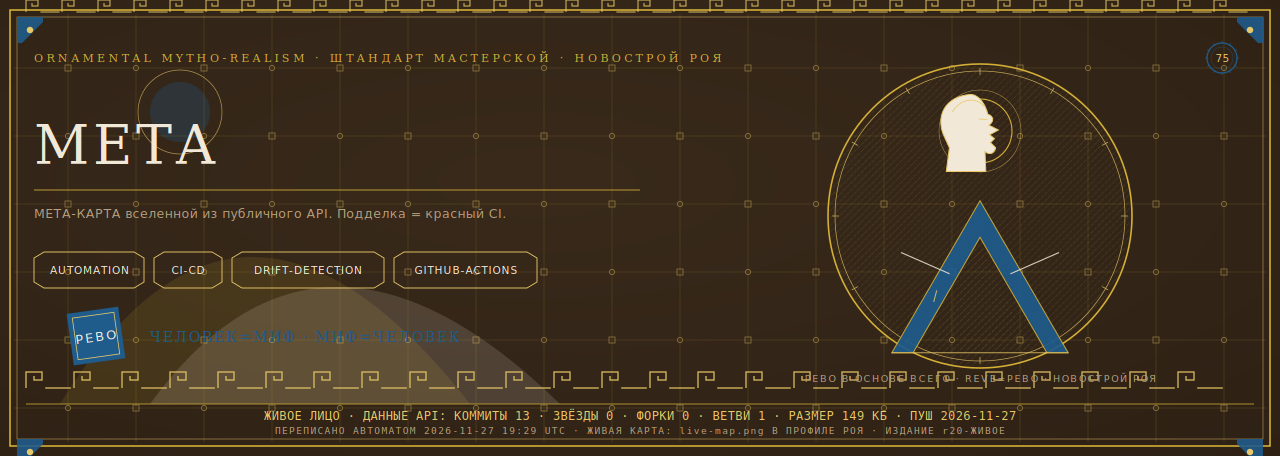 ORNAMENTAL MYTHO-REALISM · ШТАНДАРТ МАСТЕРСКОЙ · НОВОСТРОЙ РОЯ
75
МЕТА
МЕТА-КАРТА вселенной из публичного API. Подделка = красный CI.
AUTOMATION
CI-CD
DRIFT-DETECTION
GITHUB-ACTIONS
РЕВО
ЧЕЛОВЕК=МИФ · МИФ=ЧЕЛОВЕК
РЕВО В ОСНОВЕ ВСЕГО · REVE=РЕВО · НОВОСТРОЙ РОЯ
ЖИВОЕ ЛИЦО · ДАННЫЕ API: КОММИТЫ 13 · ЗВЁЗДЫ 0 · ФОРКИ 0 · ВЕТВИ 1 · РАЗМЕР 149 КБ · ПУШ 2026-11-27
ПЕРЕПИСАНО АВТОМАТОМ 2026-11-27 19:29 UTC · ЖИВАЯ КАРТА: live-map.png В ПРОФИЛЕ РОЯ · ИЗДАНИЕ r20-ЖИВОЕ